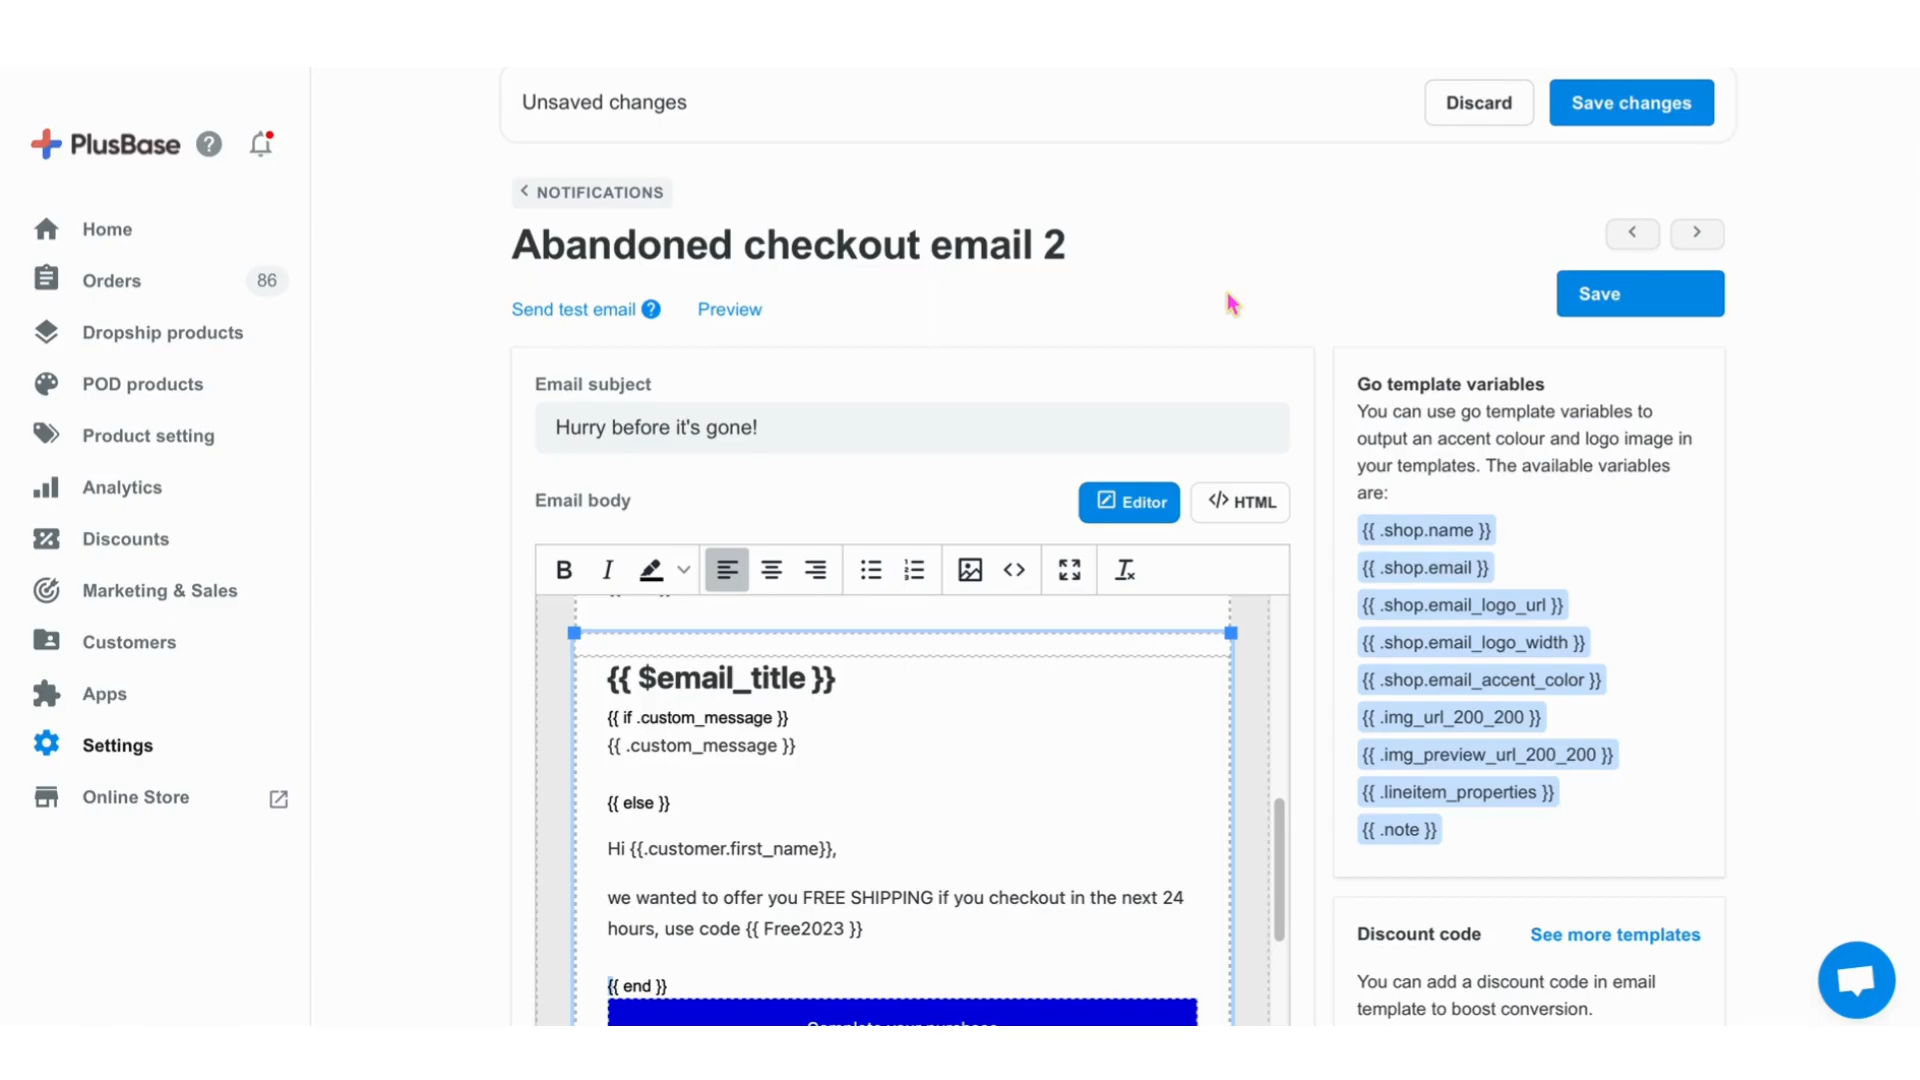 Unsaved changes
Discard
Save changes
PlusBase
Home
Orders
86
Dropship products
POD products
Product setting
Analytics
Discounts
Marketing & Sales
Customers
Apps
Settings
Online Store
NOTIFICATIONS
Abandoned checkout email 2
Send test email
Preview
Save
Email subject
Hurry before it's gone!
Email body
Editor
HTML
{{ $email_title }}
{{ if .custom_message }}
{{ .custom_message }}
{{ else }}
Hi {{.customer.first_name}},
we wanted to offer you FREE SHIPPING if you checkout in the next 24
hours, use code {{ Free2023 }}
{{ end }}
Complete your purchase
Go template variables
You can use go template variables to
output an accent colour and logo image in
your templates. The available variables
are:
{{ .shop.name }}
{{ .shop.email }}
{{ .shop.email_logo_url }}
{{ .shop.email_logo_width }}
{{ .shop.email_accent_color }}
{{ .img_url_200_200 }}
{{ .img_preview_url_200_200 }}
{{ .lineitem_properties }}
{{ .note }}
Discount code
See more templates
You can add a discount code in email
template to boost conversion.